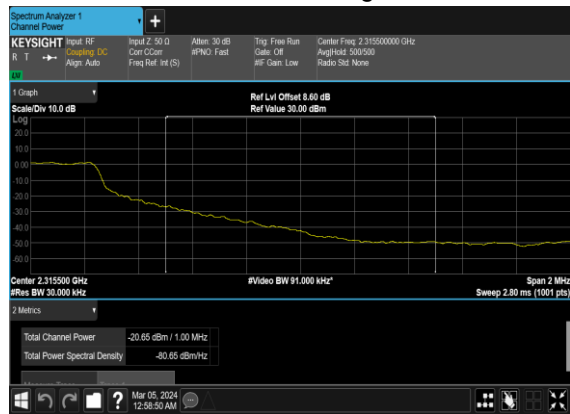 Spectrum Analyzer 1
Channel Power
+
KEYSIGHT
R T
LXI
Input: RF
Coupling: DC
Align: Auto
Input Z: 50 Ω
Corr CCorr
Freq Ref: Int (S)
Atten: 30 dB
#PNO: Fast
Trig: Free Run
Gate: Off
#IF Gain: Low
Center Freq: 2.315500000 GHz
Avg|Hold: 500/500
Radio Std: None
1 Graph
Scale/Div 10.0 dB
Ref Lvl Offset 8.60 dB
Ref Value 30.00 dBm
Log
20.0
10.0
0.00
-10.0
-20.0
-30.0
-40.0
-50.0
-60.0
Center 2.315500 GHz
#Res BW 30.000 kHz
#Video BW 91.000 kHz*
Span 2 MHz
Sweep 2.80 ms (1001 pts)
2 Metrics
Total Channel Power -20.65 dBm / 1.00 MHz
Total Power Spectral Density -80.65 dBm/Hz
?
Mar 05, 2024
12:58:50 AM